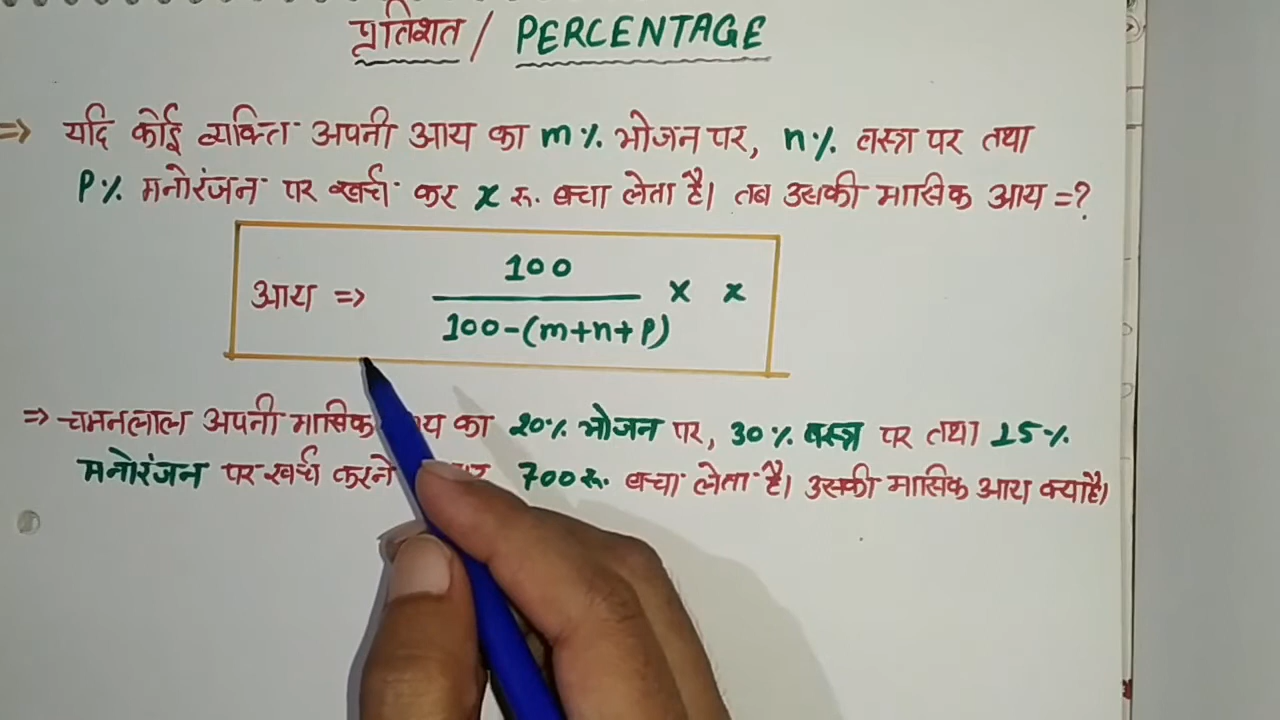 प्रतिशत / PERCENTAGE
⇒ यदि कोई व्यक्ति अपनी आय का m% भोजन पर, n% वस्त्र पर तथा
P% मनोरंजन पर खर्च कर x रू. बचा लेता है। तब उसकी मासिक आय =?
आय ⇒ 100 / 100-(m+n+P) × x
⇒ चमनलाल अपनी मासिक का 20% भोजन पर, 30% वस्त्र पर तथा 15%
मनोरंजन पर खर्च करने 700 रू. बचा लेता है। उसकी मासिक आय क्या है।